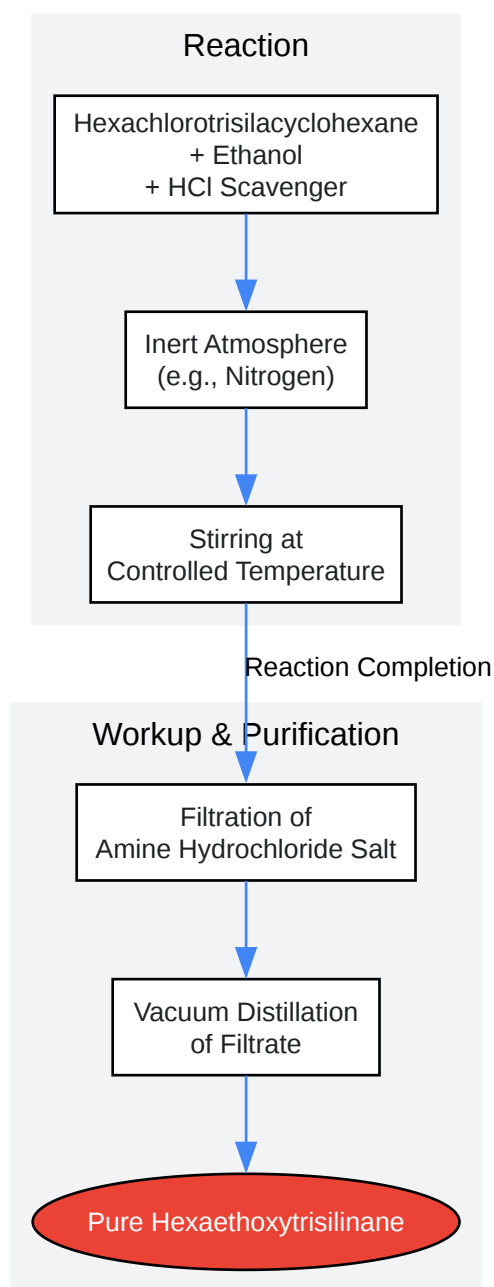 Reaction
Hexachlorotrisilacyclohexane
+ Ethanol
+ HCl Scavenger
Inert Atmosphere
(e.g., Nitrogen)
Stirring at
Controlled Temperature
Reaction Completion
Workup & Purification
Filtration of
Amine Hydrochloride Salt
Vacuum Distillation
of Filtrate
Pure Hexaethoxytrisilinane